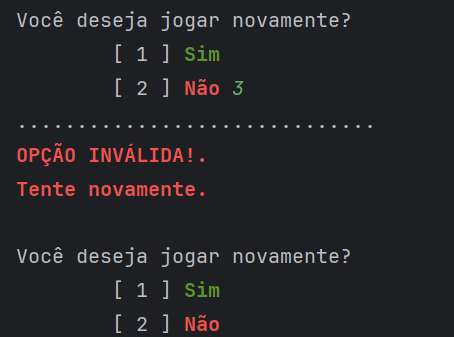 Você deseja jogar novamente?
[ 1 ] Sim
[ 2 ] Não 3
..............................
OPÇÃO INVÁLIDA!.
Tente novamente.
Você deseja jogar novamente?
[ 1 ] Sim
[ 2 ] Não